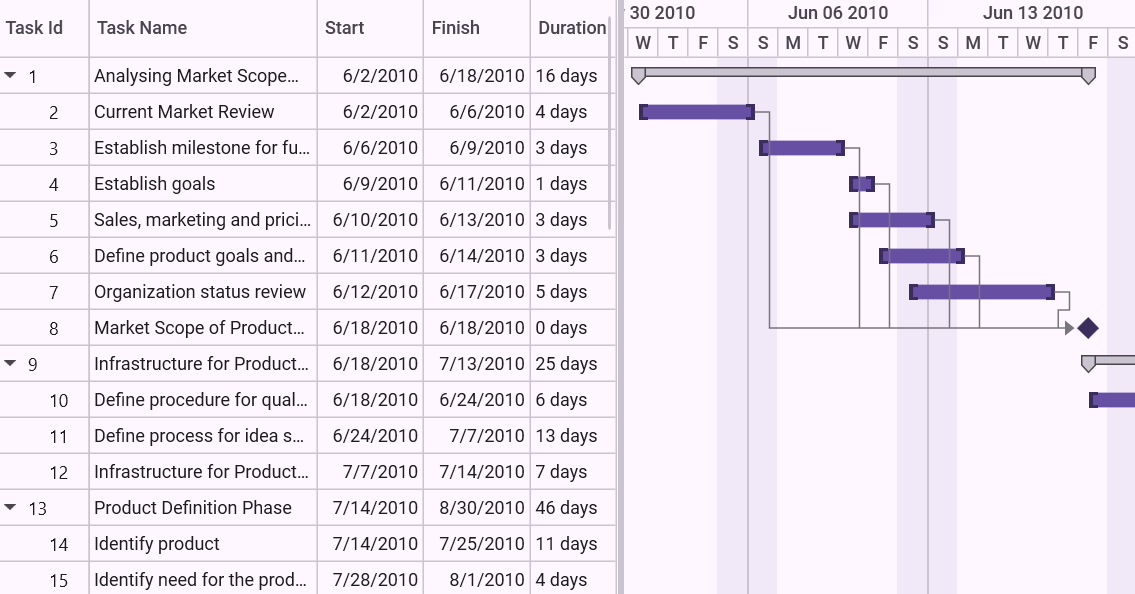 Task Id Task Name Start Finish Duration
1 Analysing Market Scope... 6/2/2010 6/18/2010 16 days
2 Current Market Review 6/2/2010 6/6/2010 4 days
3 Establish milestone for fu... 6/6/2010 6/9/2010 3 days
4 Establish goals 6/9/2010 6/11/2010 1 days
5 Sales, marketing and prici... 6/10/2010 6/13/2010 3 days
6 Define product goals and... 6/11/2010 6/14/2010 3 days
7 Organization status review 6/12/2010 6/17/2010 5 days
8 Market Scope of Product... 6/18/2010 6/18/2010 0 days
9 Infrastructure for Product... 6/18/2010 7/13/2010 25 days
10 Define procedure for qual... 6/18/2010 6/24/2010 6 days
11 Define process for idea s... 6/24/2010 7/7/2010 13 days
12 Infrastructure for Product... 7/7/2010 7/14/2010 7 days
13 Product Definition Phase 7/14/2010 8/30/2010 46 days
14 Identify product 7/14/2010 7/25/2010 11 days
15 Identify need for the prod... 7/28/2010 8/1/2010 4 days
30 2010 Jun 06 2010 Jun 13 2010
W T F S S M T W F S S M T W T F S